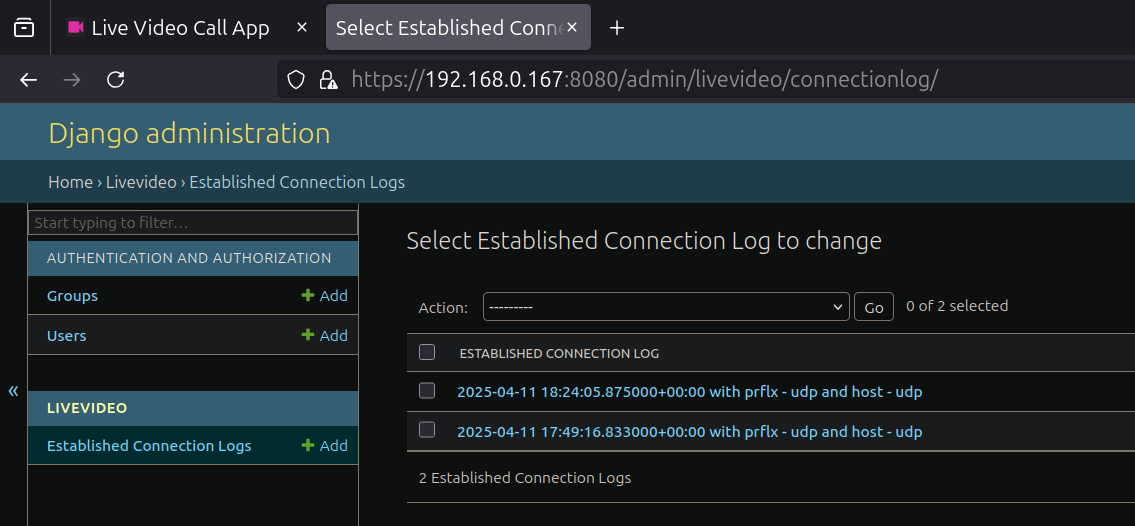 Live Video Call App
Select Established Conn
https://192.168.0.167:8080/admin/livevideo/connectionlog/
Django administration
Home › Livevideo › Established Connection Logs
Start typing to filter…
AUTHENTICATION AND AUTHORIZATION
Groups
Add
Users
Add
«
LIVEVIDEO
Established Connection Logs
Add
Select Established Connection Log to change
Action: --------- Go 0 of 2 selected
ESTABLISHED CONNECTION LOG
2025-04-11 18:24:05.875000+00:00 with prflx - udp and host - udp
2025-04-11 17:49:16.833000+00:00 with prflx - udp and host - udp
2 Established Connection Logs